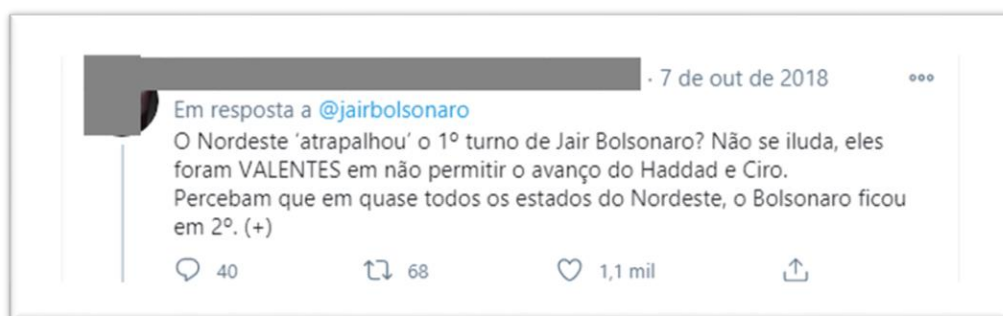 · 7 de out de 2018
Em resposta a @jairbolsonaro
O Nordeste ‘atrapalhou’ o 1º turno de Jair Bolsonaro? Não se iluda, eles
foram VALENTES em não permitir o avanço do Haddad e Ciro.
Percebam que em quase todos os estados do Nordeste, o Bolsonaro ficou
em 2º. (+)
40 68 1,1 mil